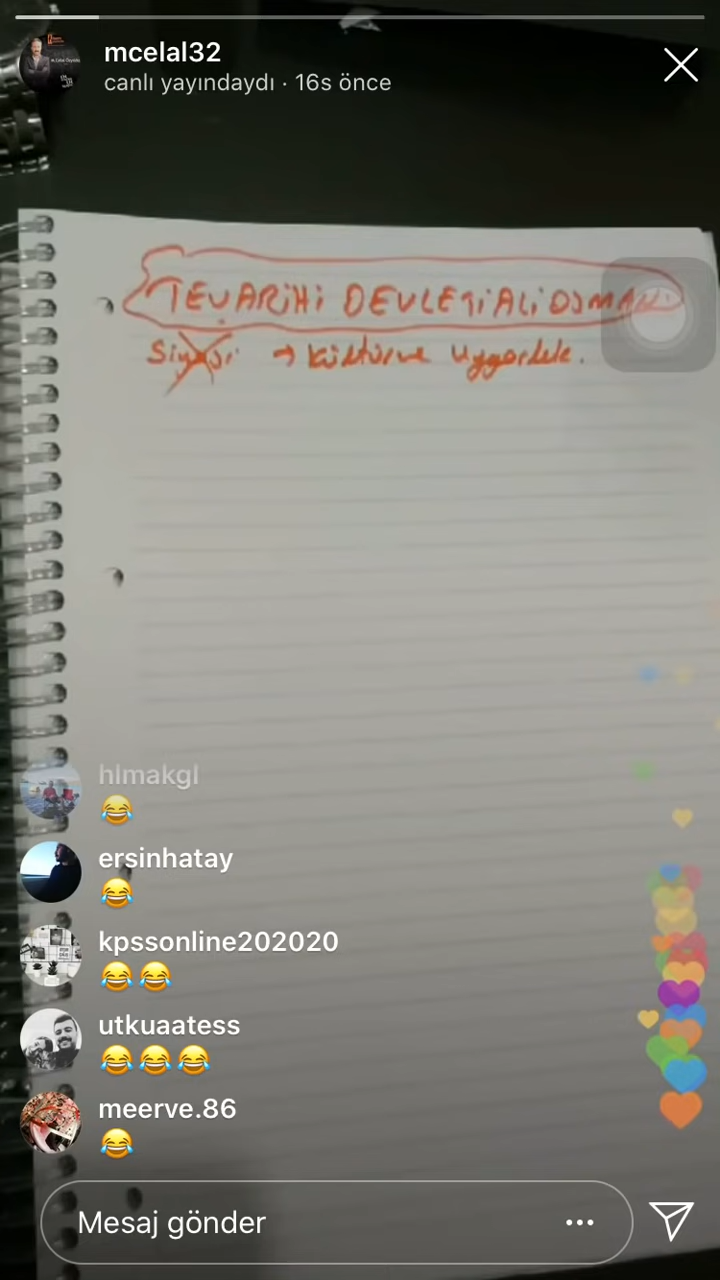 mcelal32
canlı yayındaydı · 16s önce
TEVARİHİ DEVLETİALİOSMAN
Siyasi → Kültür ve Uygarlık.
hlmakgl
😂
ersinhatay
😂
kpssonline202020
😂😂
utkuaatess
😂😂😂
meerve.86
😂
Mesaj gönder